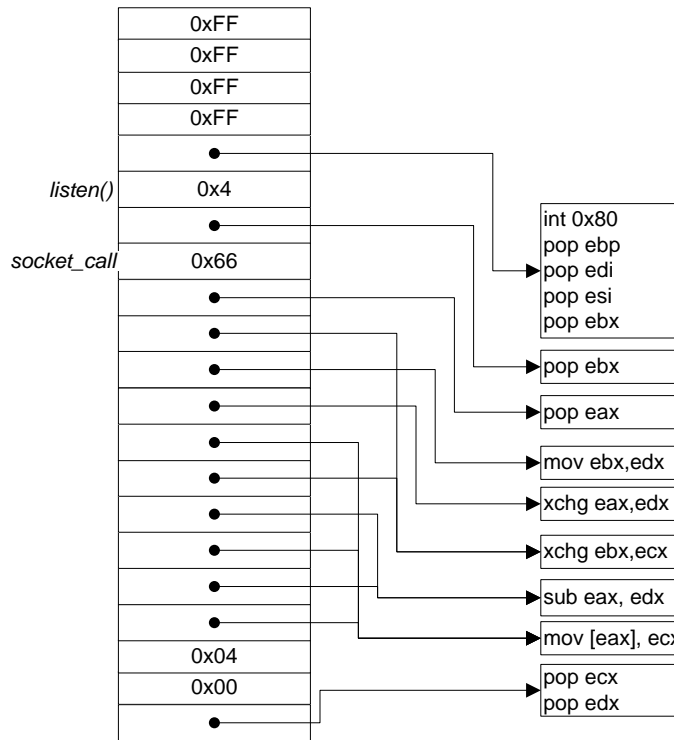 0xFF
0xFF
0xFF
0xFF
listen()
0x4
socket_call
0x66
0x04
0x00
int 0x80
pop ebp
pop edi
pop esi
pop ebx
pop ebx
pop eax
mov ebx,edx
xchg eax,edx
xchg ebx,ecx
sub eax, edx
mov [eax], ecx
pop ecx
pop edx